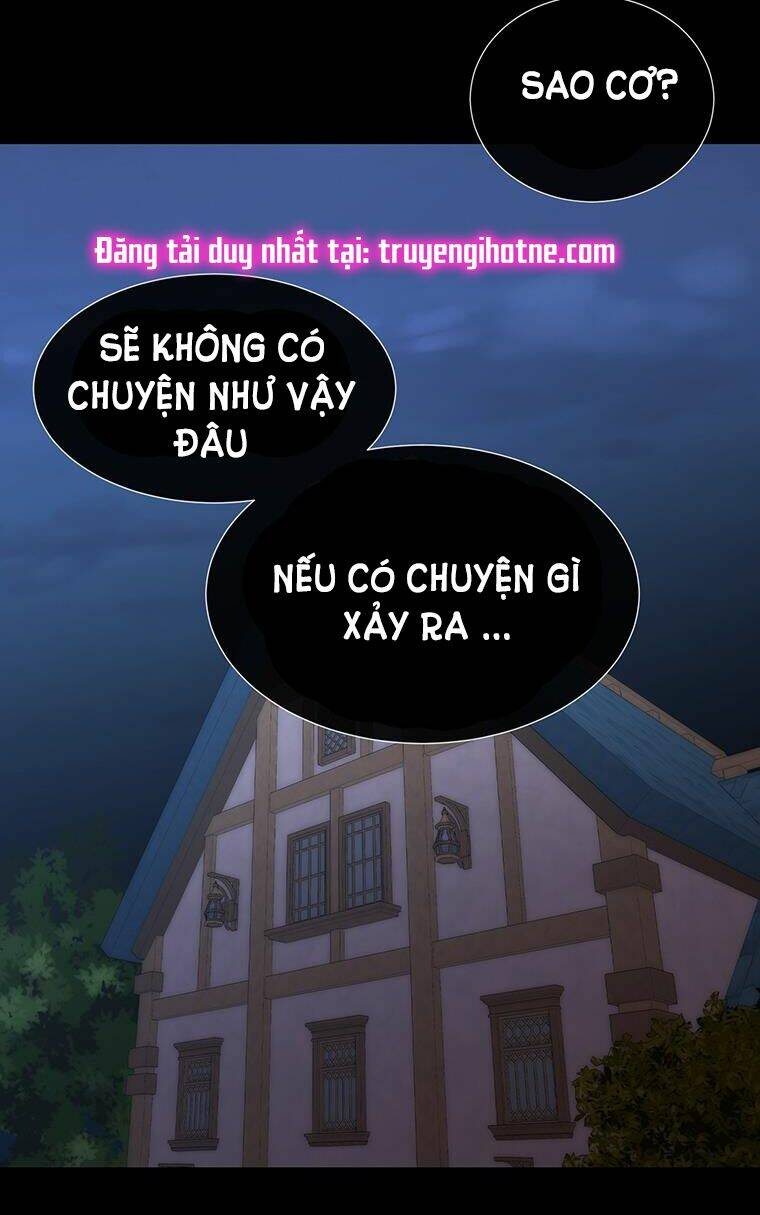 SAO CƠ?
Đăng tải duy nhất tại: truyengihotne.com
SẼ KHÔNG CÓ
CHUYỆN NHƯ VẬY
ĐÂU
NẾU CÓ CHUYỆN GÌ
XẢY RA ...